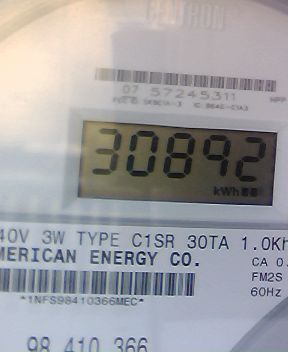 CENTRON
07 57245311
30892
kWh
40V 3W TYPE C1SR 30TA 1.0Kh
MERICAN ENERGY CO.
CA 0.
FM2S
*1NFS98410366MEC*
60Hz
98 410 366